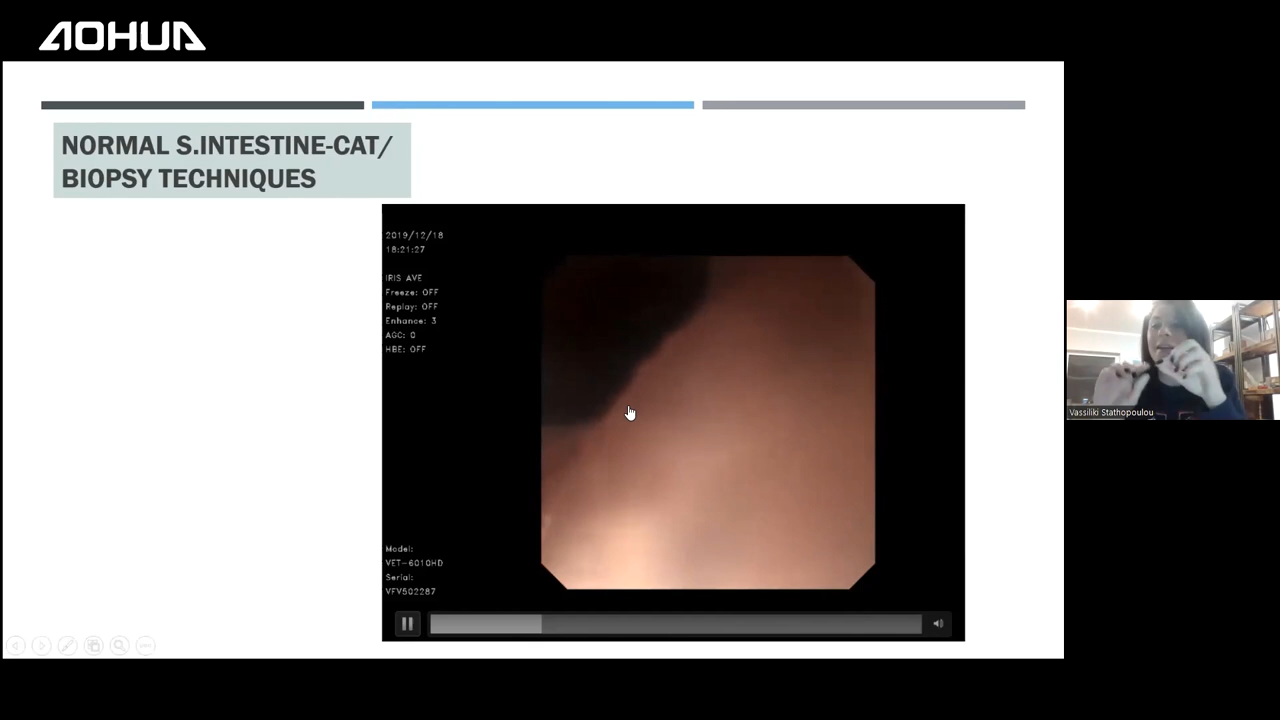 AOHUA
NORMAL S.INTESTINE-CAT/
BIOPSY TECHNIQUES
2019/12/18
18:21:27
IRIS AVE
Freeze: OFF
Replay: OFF
Enhance: 3
AGC: 0
HBE: OFF
Model:
VET-6010HD
Serial:
VFV502287
Vassiliki Stathopoulou